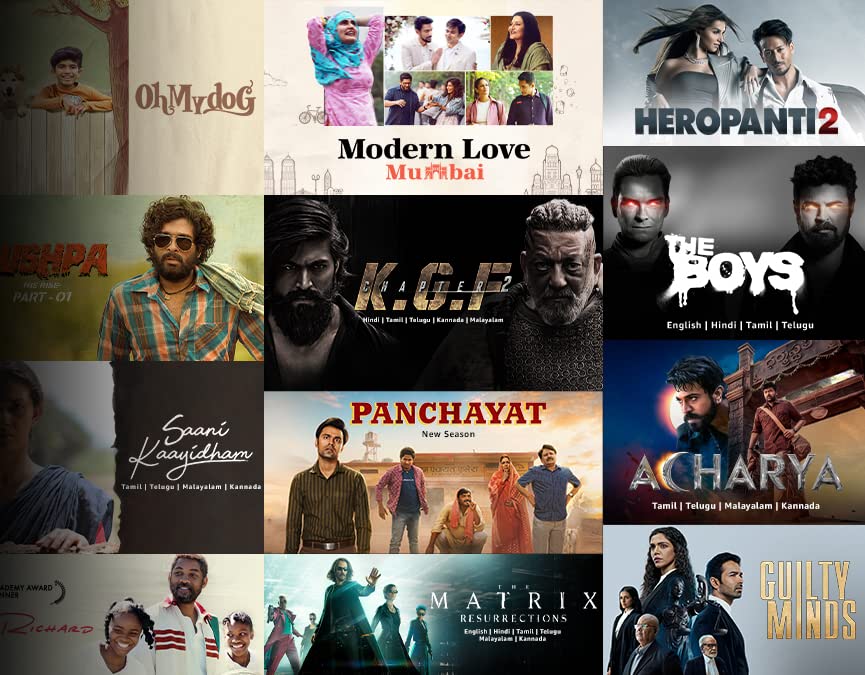 OhMydoG
USHPA
THE RISE
PART - 01
Saani
Kaayidham
Tamil | Telugu | Malayalam | Kannada
ADEMY AWARD
NNER
RICHARD
Modern Love
Mumbai
K.G.F
CHAPTER 2
Hindi | Tamil | Telugu | Kannada | Malayalam
PANCHAYAT
New Season
THE
MATRIX
RESURRECTIONS
English | Hindi | Tamil | Telugu
Malayalam | Kannada
HEROPANTI2
THE
BOYS
English | Hindi | Tamil | Telugu
ACHARYA
Tamil | Telugu | Malayalam | Kannada
GUILTY
MINDS